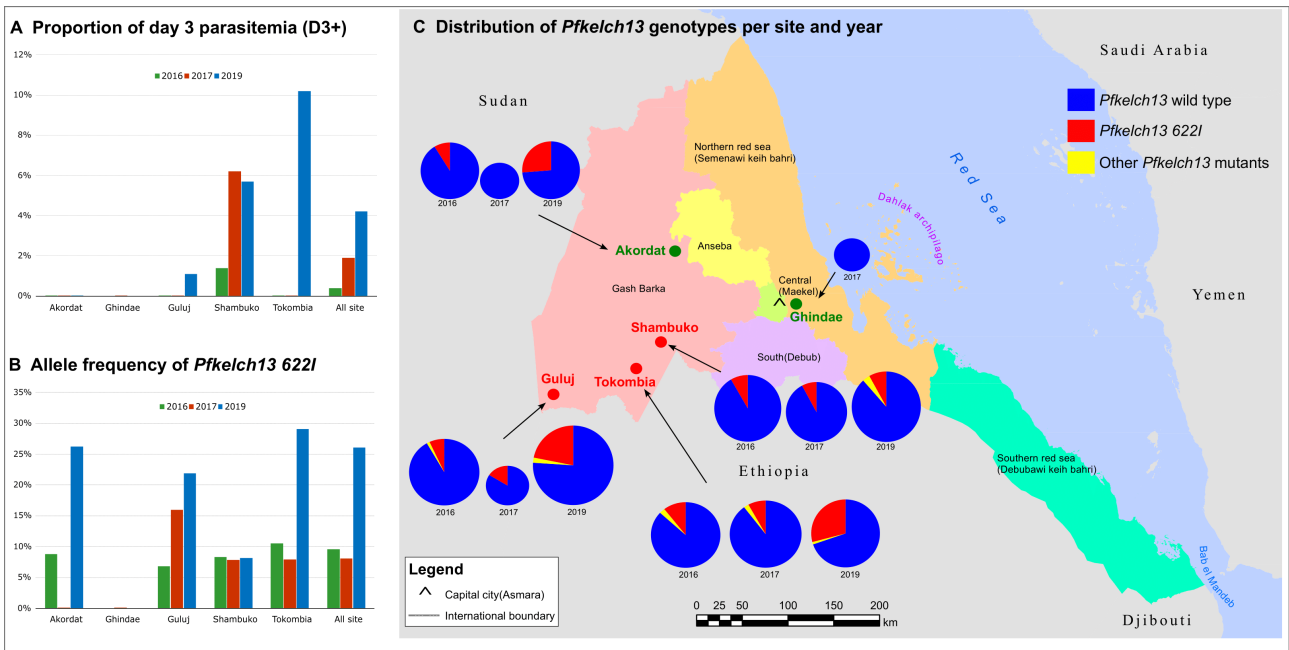 A Proportion of day 3 parasitemia (D3+)
12%
10%
8%
6%
4%
2%
0%
2016 2017 2019
Akordat Ghindae Guluj Shambuko Tokombia All site
B Allele frequency of Pfkelch13 622I
35%
30%
25%
20%
15%
10%
5%
0%
2016 2017 2019
Akordat Ghindae Guluj Shambuko Tokombia All site
C Distribution of Pfkelch13 genotypes per site and year
Saudi Arabia
Sudan
Pfkelch13 wild type
Pfkelch13 622I
Other Pfkelch13 mutants
Northern red sea
(Semenawi keih bahri)
Red Sea
Dahlak archipilago
2016 2017 2019
Akordat
Anseba
2017
Central
(Maekel)
Gash Barka
Ghindae
Yemen
Shambuko
South(Debub)
Guluj
Tokombia
2016 2017 2019
Ethiopia
Southern red sea
(Debubawi keih bahri)
2016 2017 2019
2016 2017 2019
Bab el Mandeb
Legend
Capital city(Asmara)
International boundary
0 25 50 100 150 200
km
Djibouti